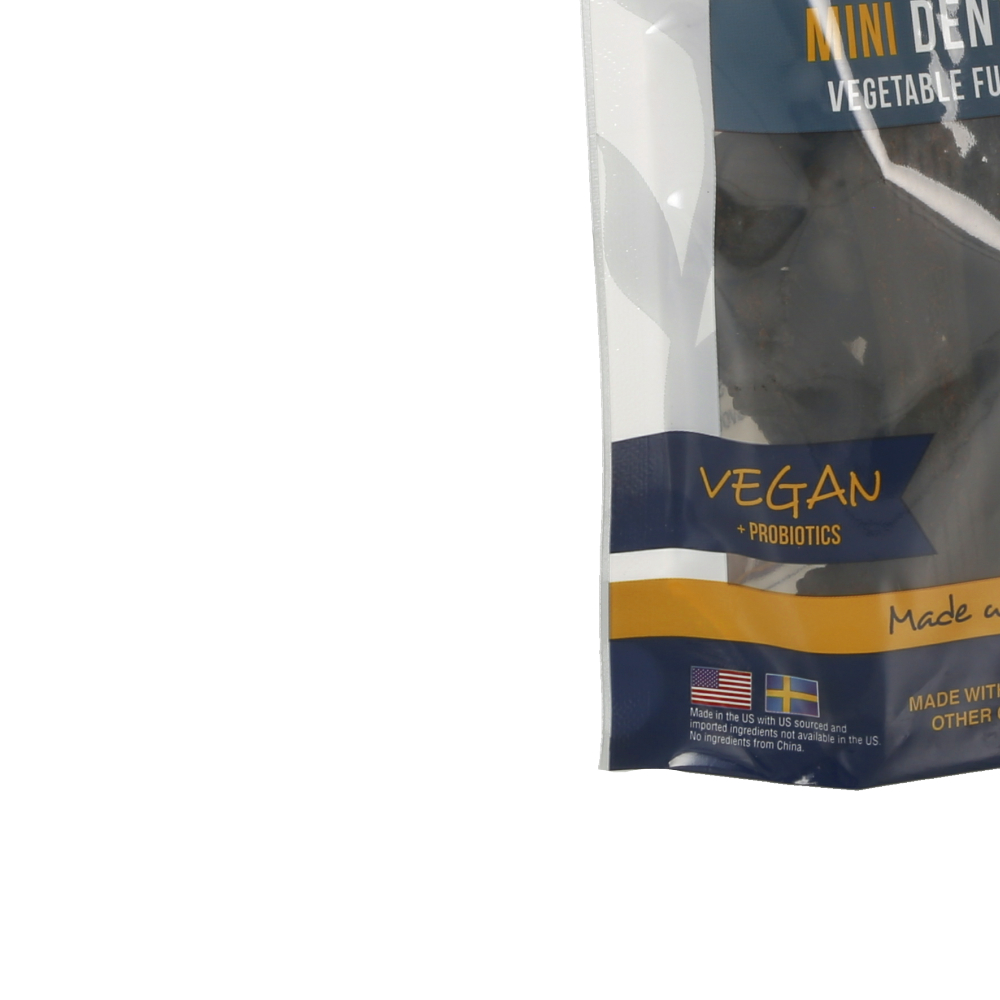 MINI DEN
VEGETABLE FU
VEGAN
+ PROBIOTICS
Made
Made in the US with US sourced and
imported ingredients not available in the US.
No ingredients from China.
MADE WITH
OTHER